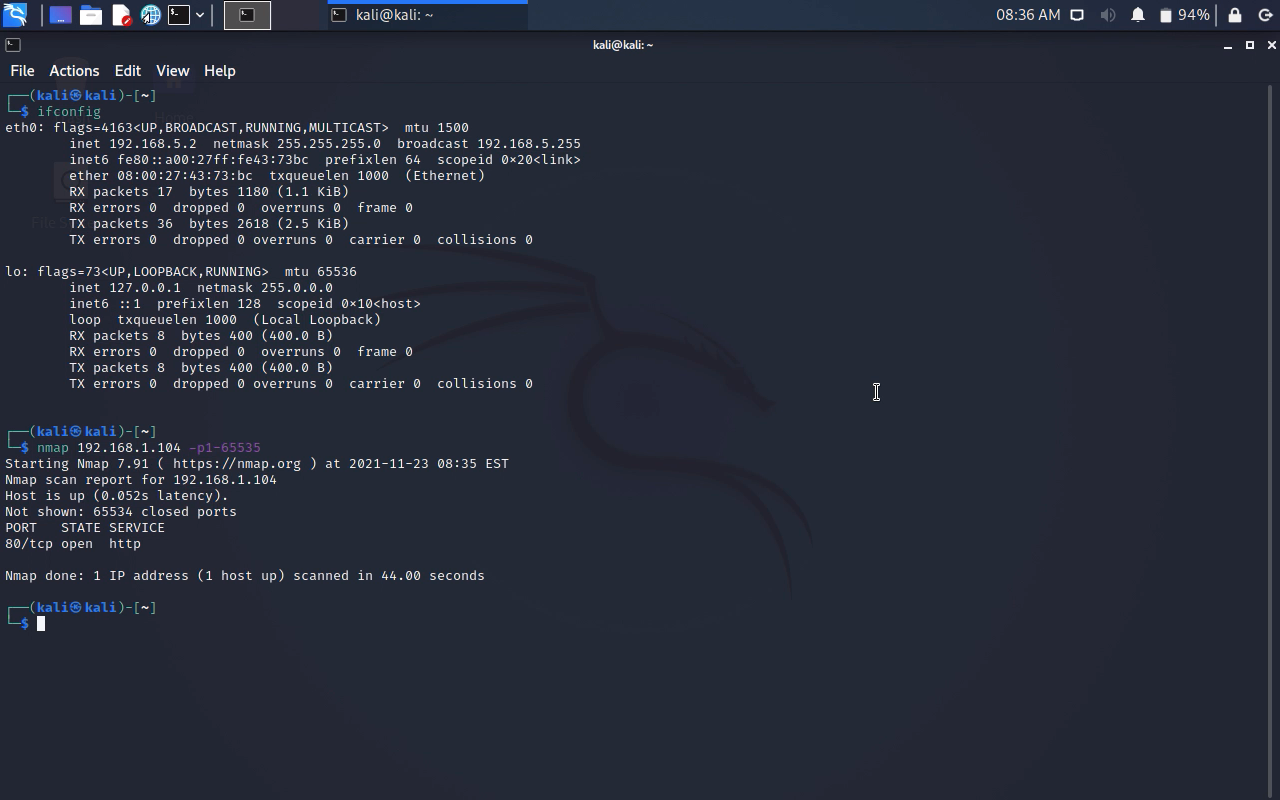 kali@kali: ~
08:36 AM
94%
kali@kali: ~
File Actions Edit View Help
┌──(kali㉿kali)-[~]
└─$ ifconfig
eth0: flags=4163<UP,BROADCAST,RUNNING,MULTICAST>  mtu 1500
        inet 192.168.5.2  netmask 255.255.255.0  broadcast 192.168.5.255
        inet6 fe80::a00:27ff:fe43:73bc  prefixlen 64  scopeid 0×20<link>
        ether 08:00:27:43:73:bc  txqueuelen 1000  (Ethernet)
        RX packets 17  bytes 1180 (1.1 KiB)
        RX errors 0  dropped 0  overruns 0  frame 0
        TX packets 36  bytes 2618 (2.5 KiB)
        TX errors 0  dropped 0 overruns 0  carrier 0  collisions 0
lo: flags=73<UP,LOOPBACK,RUNNING>  mtu 65536
        inet 127.0.0.1  netmask 255.0.0.0
        inet6 ::1  prefixlen 128  scopeid 0×10<host>
        loop  txqueuelen 1000  (Local Loopback)
        RX packets 8  bytes 400 (400.0 B)
        RX errors 0  dropped 0  overruns 0  frame 0
        TX packets 8  bytes 400 (400.0 B)
        TX errors 0  dropped 0 overruns 0  carrier 0  collisions 0
┌──(kali㉿kali)-[~]
└─$ nmap 192.168.1.104 -p1-65535
Starting Nmap 7.91 ( https://nmap.org ) at 2021-11-23 08:35 EST
Nmap scan report for 192.168.1.104
Host is up (0.052s latency).
Not shown: 65534 closed ports
PORT   STATE SERVICE
80/tcp open  http
Nmap done: 1 IP address (1 host up) scanned in 44.00 seconds
┌──(kali㉿kali)-[~]
└─$